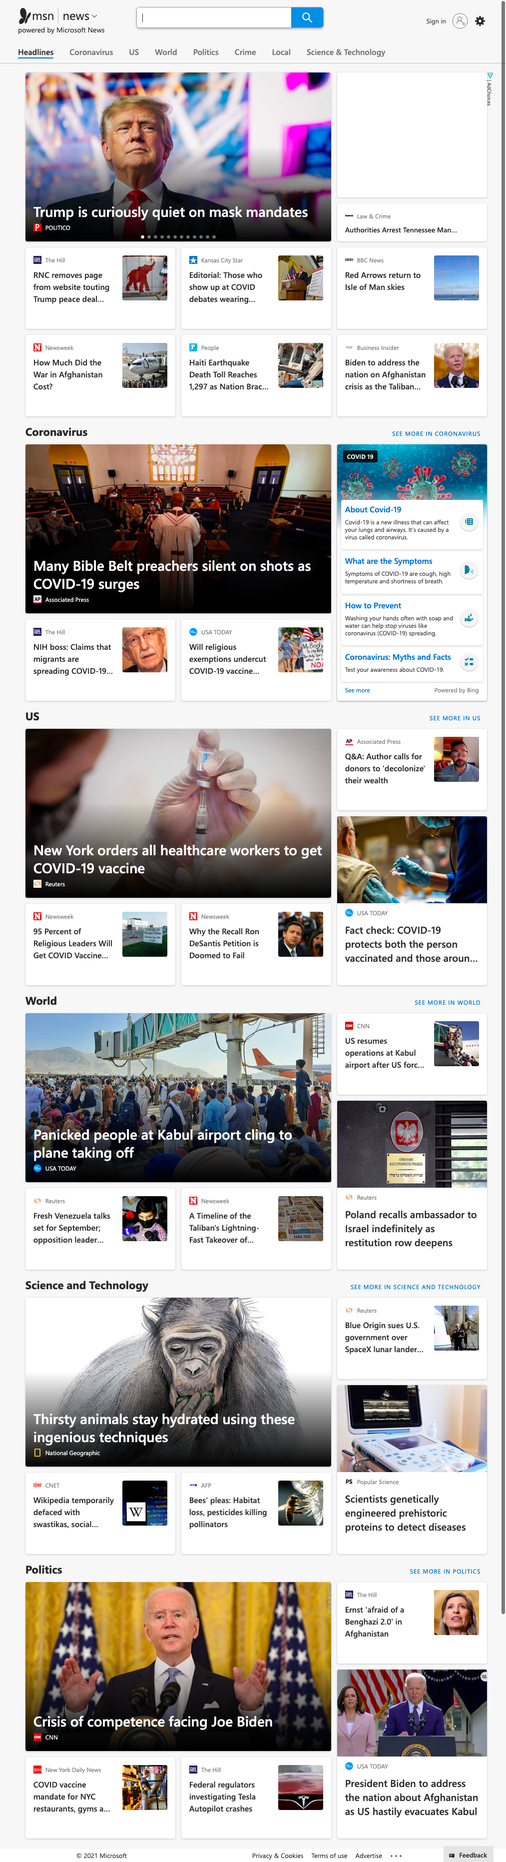 msn | news
powered by Microsoft News
Sign in
Headlines Coronavirus US World Politics Crime Local Science & Technology
AdChoices
Trump is curiously quiet on mask mandates
POLITICO
Law & Crime
Authorities Arrest Tennessee Man...
The Hill
RNC removes page
from website touting
Trump peace deal...
Kansas City Star
Editorial: Those who
show up at COVID
debates wearing...
BBC News
Red Arrows return to
Isle of Man skies
Newsweek
How Much Did the
War in Afghanistan
Cost?
People
Haiti Earthquake
Death Toll Reaches
1,297 as Nation Brac...
Business Insider
Biden to address the
nation on Afghanistan
crisis as the Taliban...
Coronavirus
SEE MORE IN CORONAVIRUS
Many Bible Belt preachers silent on shots as
COVID-19 surges
AP Associated Press
COVID 19
About Covid-19
Covid-19 is a new illness that can affect
your lungs and airways. It's caused by a
virus called coronavirus.
What are the Symptoms
Symptoms of COVID-19 are cough, high
temperature and shortness of breath.
How to Prevent
Washing your hands often with soap and
water can help stop viruses like
coronavirus (COVID-19) spreading.
Coronavirus: Myths and Facts
Test your awareness about COVID-19.
See more
Powered by Bing
The Hill
NIH boss: Claims that
migrants are
spreading COVID-19...
USA TODAY
Will religious
exemptions undercut
COVID-19 vaccine...
US
SEE MORE IN US
New York orders all healthcare workers to get
COVID-19 vaccine
Reuters
AP Associated Press
Q&A: Author calls for
donors to 'decolonize'
their wealth
USA TODAY
Fact check: COVID-19
protects both the person
vaccinated and those aroun...
Newsweek
95 Percent of
Religious Leaders Will
Get COVID Vaccine...
Newsweek
Why the Recall Ron
DeSantis Petition is
Doomed to Fail
World
SEE MORE IN WORLD
Panicked people at Kabul airport cling to
plane taking off
USA TODAY
CNN
US resumes
operations at Kabul
airport after US forc...
Reuters
Poland recalls ambassador to
Israel indefinitely as
restitution row deepens
Reuters
Fresh Venezuela talks
set for September;
opposition leader...
Newsweek
A Timeline of the
Taliban's Lightning-
Fast Takeover of...
Science and Technology
SEE MORE IN SCIENCE AND TECHNOLOGY
Thirsty animals stay hydrated using these
ingenious techniques
National Geographic
Reuters
Blue Origin sues U.S.
government over
SpaceX lunar lander...
PS Popular Science
Scientists genetically
engineered prehistoric
proteins to detect diseases
CNET
Wikipedia temporarily
defaced with
swastikas, social...
W
AFP
Bees' pleas: Habitat
loss, pesticides killing
pollinators
Politics
SEE MORE IN POLITICS
Crisis of competence facing Joe Biden
CNN
The Hill
Ernst 'afraid of a
Benghazi 2.0' in
Afghanistan
USA TODAY
President Biden to address
the nation about Afghanistan
as US hastily evacuates Kabul
New York Daily News
COVID vaccine
mandate for NYC
restaurants, gyms a...
The Hill
Federal regulators
investigating Tesla
Autopilot crashes
© 2021 Microsoft
Privacy & Cookies Terms of use Advertise ...
Feedback